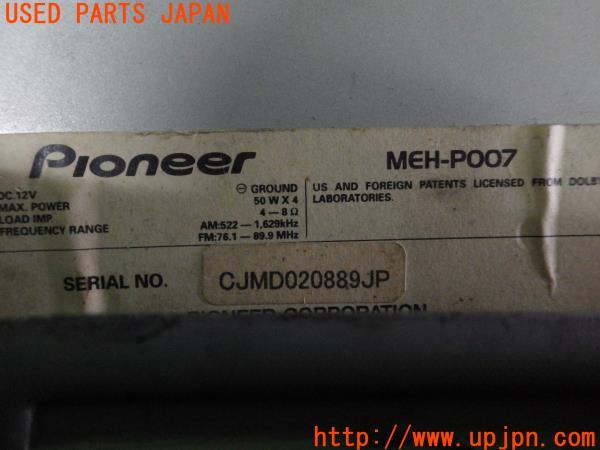 USED PARTS JAPAN
Pioneer MEH-P007
DC.12V ⊖ GROUND
MAX. POWER 50 W X 4
LOAD IMP. 4 — 8 Ω
FREQUENCY RANGE AM:522 — 1,629kHz
FM:76.1 — 89.9 MHz
US AND FOREIGN PATENTS LICENSED FROM DOLBY
LABORATORIES.
SERIAL NO. CJMD020889JP
PIONEER CORPORATION
http://www.upjpn.com/